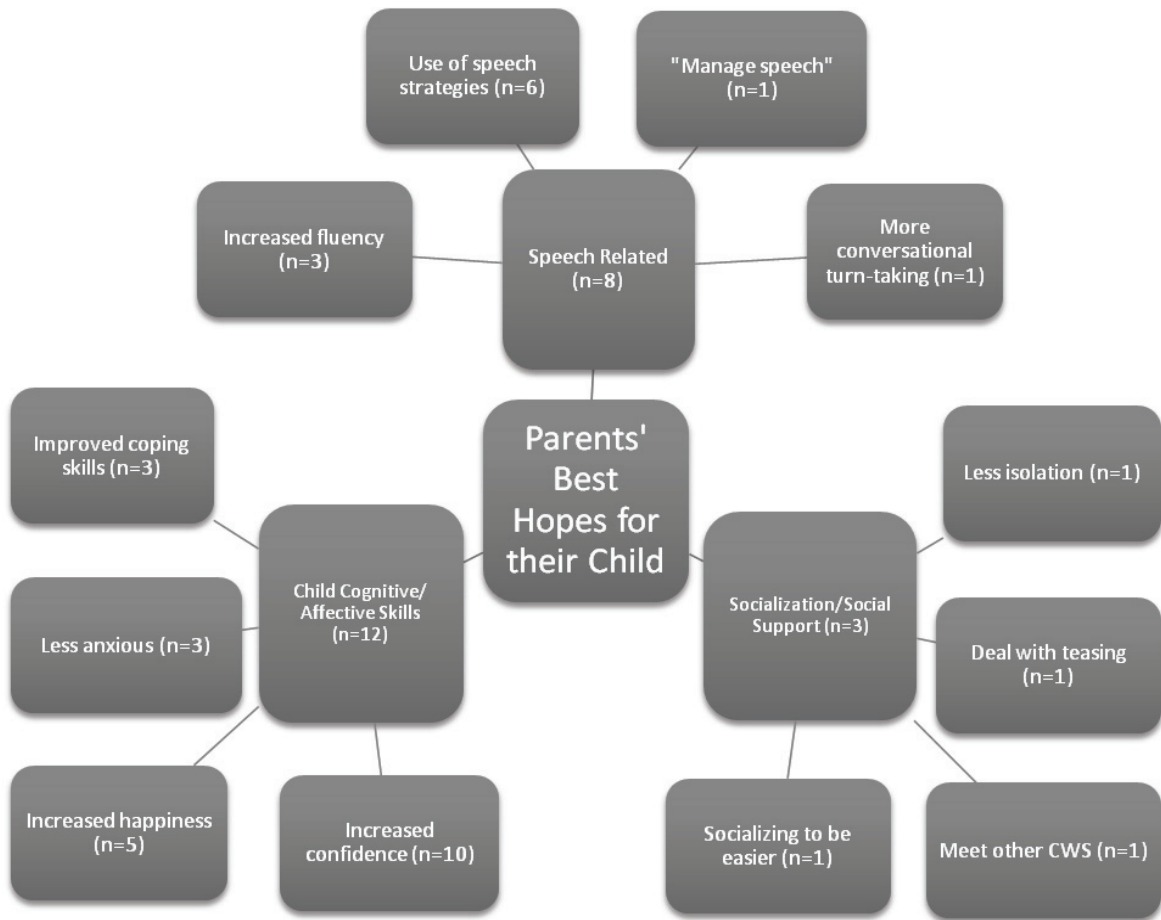 Use of speech
strategies (n=6)
"Manage speech"
(n=1)
Increased fluency
(n=3)
Speech Related
(n=8)
More
conversational
turn-taking (n=1)
Parents'
Best
Hopes for
their Child
Improved coping
skills (n=3)
Less anxious (n=3)
Child Cognitive/
Affective Skills
(n=12)
Increased happiness
(n=5)
Increased
confidence (n=10)
Less isolation (n=1)
Socialization/Social
Support (n=3)
Deal with teasing
(n=1)
Socializing to be
easier (n=1)
Meet other CWS (n=1)